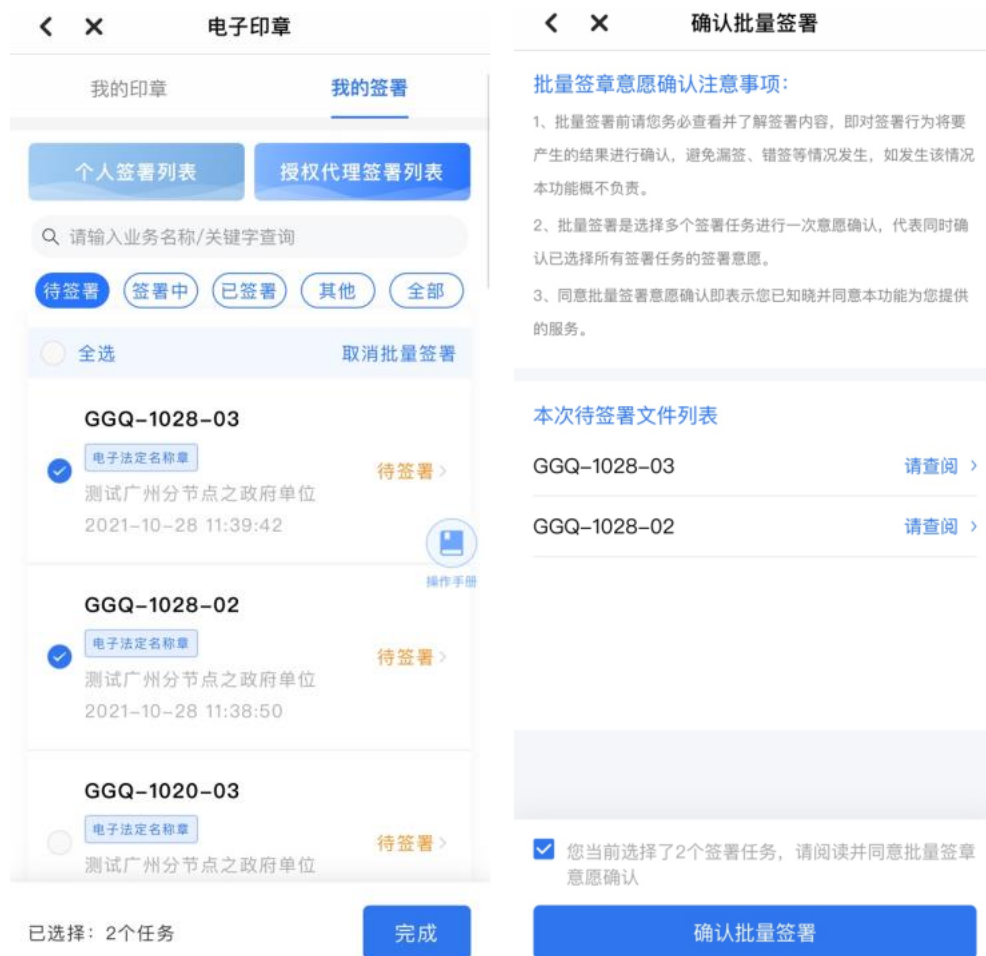 电子印章
我的印章
我的签署
个人签署列表
授权代理签署列表
请输入业务名称/关键字查询
待签署
签署中
已签署
其他
全部
全选
取消批量签署
GGQ-1028-03
电子法定名称章
待签署
测试广州分节点之政府单位
2021-10-28 11:39:42
操作手册
GGQ-1028-02
电子法定名称章
待签署
测试广州分节点之政府单位
2021-10-28 11:38:50
GGQ-1020-03
电子法定名称章
待签署
测试广州分节点之政府单位
已选择：2个任务
完成
确认批量签署
批量签章意愿确认注意事项：
1、批量签署前请您务必查看并了解签署内容，即对签署行为将要
产生的结果进行确认，避免漏签、错签等情况发生，如发生该情况
本功能概不负责。
2、批量签署是选择多个签署任务进行一次意愿确认，代表同时确
认已选择所有签署任务的签署意愿。
3、同意批量签署意愿确认即表示您已知晓并同意本功能为您提供
的服务。
本次待签署文件列表
GGQ-1028-03
请查阅
GGQ-1028-02
请查阅
您当前选择了2个签署任务，请阅读并同意批量签章
意愿确认
确认批量签署